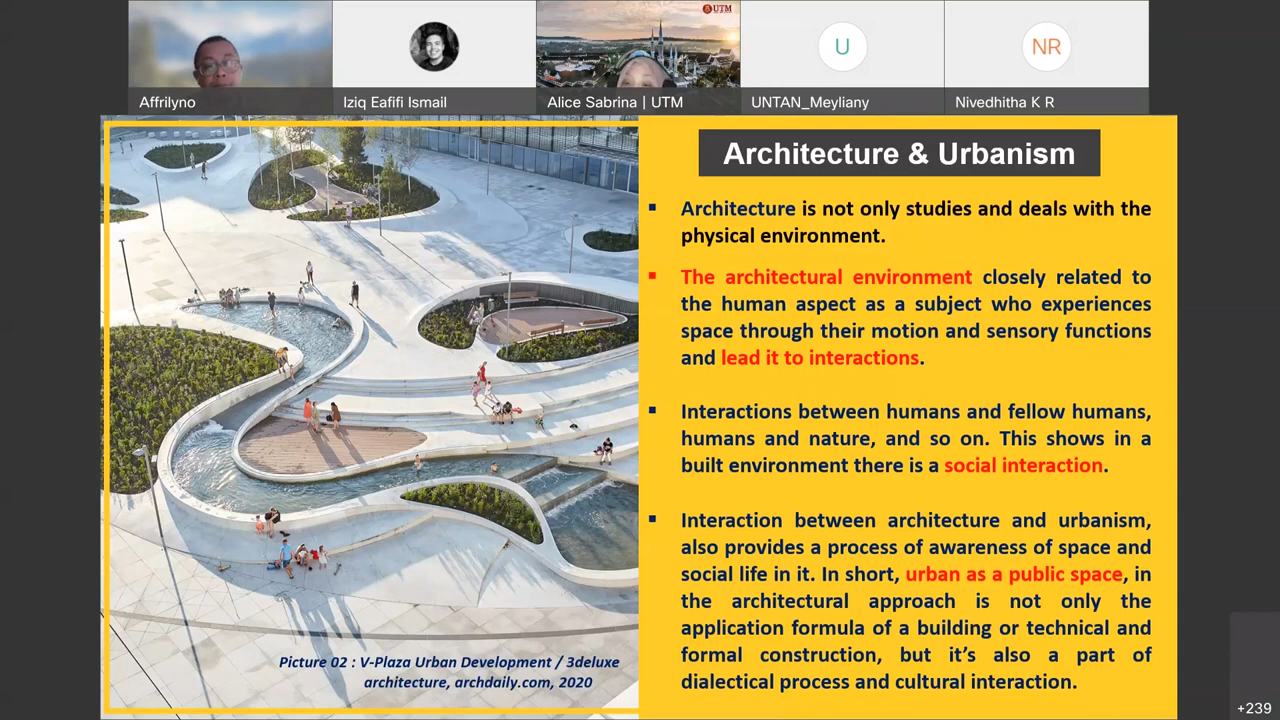 UTM
Affrilyno
Iziq Eafifi Ismail
Alice Sabrina | UTM
U
UNTAN_Meyliany
NR
Nivedhitha K R
Architecture & Urbanism
Architecture is not only studies and deals with the
physical environment.
The architectural environment closely related to
the human aspect as a subject who experiences
space through their motion and sensory functions
and lead it to interactions.
Interactions between humans and fellow humans,
humans and nature, and so on. This shows in a
built environment there is a social interaction.
Interaction between architecture and urbanism,
also provides a process of awareness of space and
social life in it. In short, urban as a public space, in
the architectural approach is not only the
application formula of a building or technical and
formal construction, but it’s also a part of
dialectical process and cultural interaction.
Picture 02 : V-Plaza Urban Development / 3deluxe
architecture, archdaily.com, 2020
+239